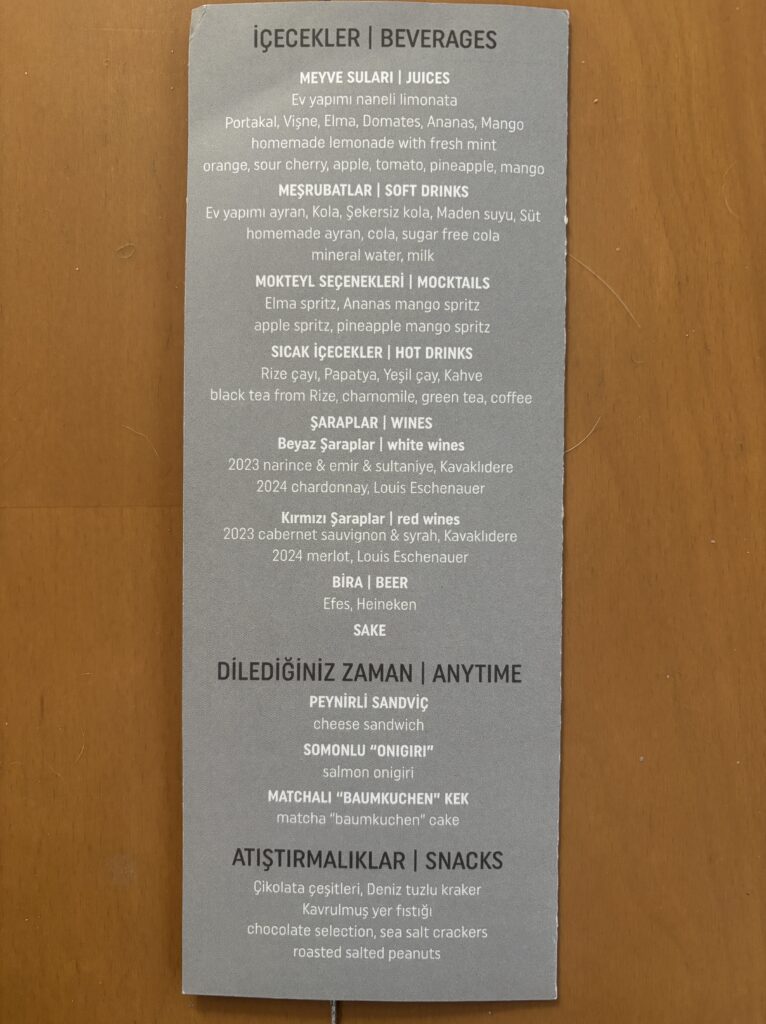 İÇECEKLER | BEVERAGES
MEYVE SULARI | JUICES
Ev yapımı naneli limonata
Portakal, Vişne, Elma, Domates, Ananas, Mango
homemade lemonade with fresh mint
orange, sour cherry, apple, tomato, pineapple, mango
MEŞRUBATLAR | SOFT DRINKS
Ev yapımı ayran, Kola, Şekersiz kola, Maden suyu, Süt
homemade ayran, cola, sugar free cola
mineral water, milk
MOKTEYL SEÇENEKLERİ | MOCKTAILS
Elma spritz, Ananas mango spritz
apple spritz, pineapple mango spritz
SICAK İÇECEKLER | HOT DRINKS
Rize çayı, Papatya, Yeşil çay, Kahve
black tea from Rize, chamomile, green tea, coffee
ŞARAPLAR | WINES
Beyaz Şaraplar | white wines
2023 narince & emir & sultaniye, Kavaklıdere
2024 chardonnay, Louis Eschenauer
Kırmızı Şaraplar | red wines
2023 cabernet sauvignon & syrah, Kavaklıdere
2024 merlot, Louis Eschenauer
BİRA | BEER
Efes, Heineken
SAKE
DİLEDİĞİNİZ ZAMAN | ANYTIME
PEYNİRLİ SANDVİÇ
cheese sandwich
SOMONLU “ONIGIRI”
salmon onigiri
MATCHALI “BAUMKUCHEN” KEK
matcha “baumkuchen” cake
ATIŞTIRMALIKLAR | SNACKS
Çikolata çeşitleri, Deniz tuzlu kraker
Kavrulmuş yer fıstığı
chocolate selection, sea salt crackers
roasted salted peanuts